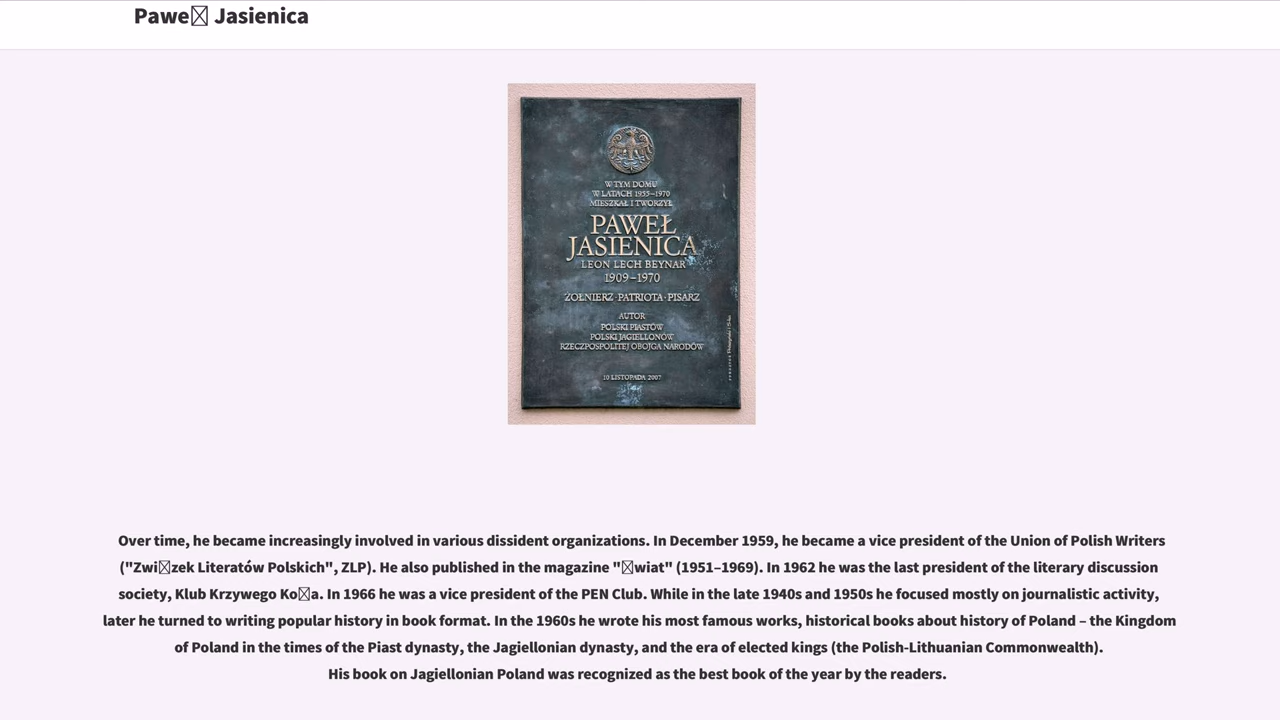 Pawe Jasienica
W TYM DOMU
W LATACH 1955–1970
MIESZKAŁ I TWORZYŁ
PAWEŁ
JASIENICA
LEON LECH BEYNAR
1909–1970
ŻOŁNIERZ·PATRIOTA·PISARZ
AUTOR
POLSKI PIASTÓW
POLSKI JAGIELLONÓW
RZECZPOSPOLITEJ OBOJGA NARODÓW
10 LISTOPADA 2007
Over time, he became increasingly involved in various dissident organizations. In December 1959, he became a vice president of the Union of Polish Writers
("Zwi zek Literatów Polskich", ZLP). He also published in the magazine " wiat" (1951–1969). In 1962 he was the last president of the literary discussion
society, Klub Krzywego Ko a. In 1966 he was a vice president of the PEN Club. While in the late 1940s and 1950s he focused mostly on journalistic activity,
later he turned to writing popular history in book format. In the 1960s he wrote his most famous works, historical books about history of Poland – the Kingdom
of Poland in the times of the Piast dynasty, the Jagiellonian dynasty, and the era of elected kings (the Polish-Lithuanian Commonwealth).
His book on Jagiellonian Poland was recognized as the best book of the year by the readers.